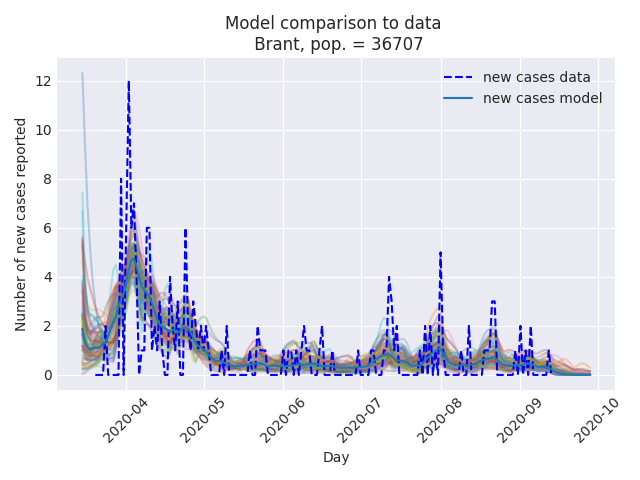 Model comparison to data
Brant, pop. = 36707
new cases data
new cases model
Number of new cases reported
12
10
8
6
4
2
0
2020-04
2020-05
2020-06
2020-07
2020-08
2020-09
2020-10
Day